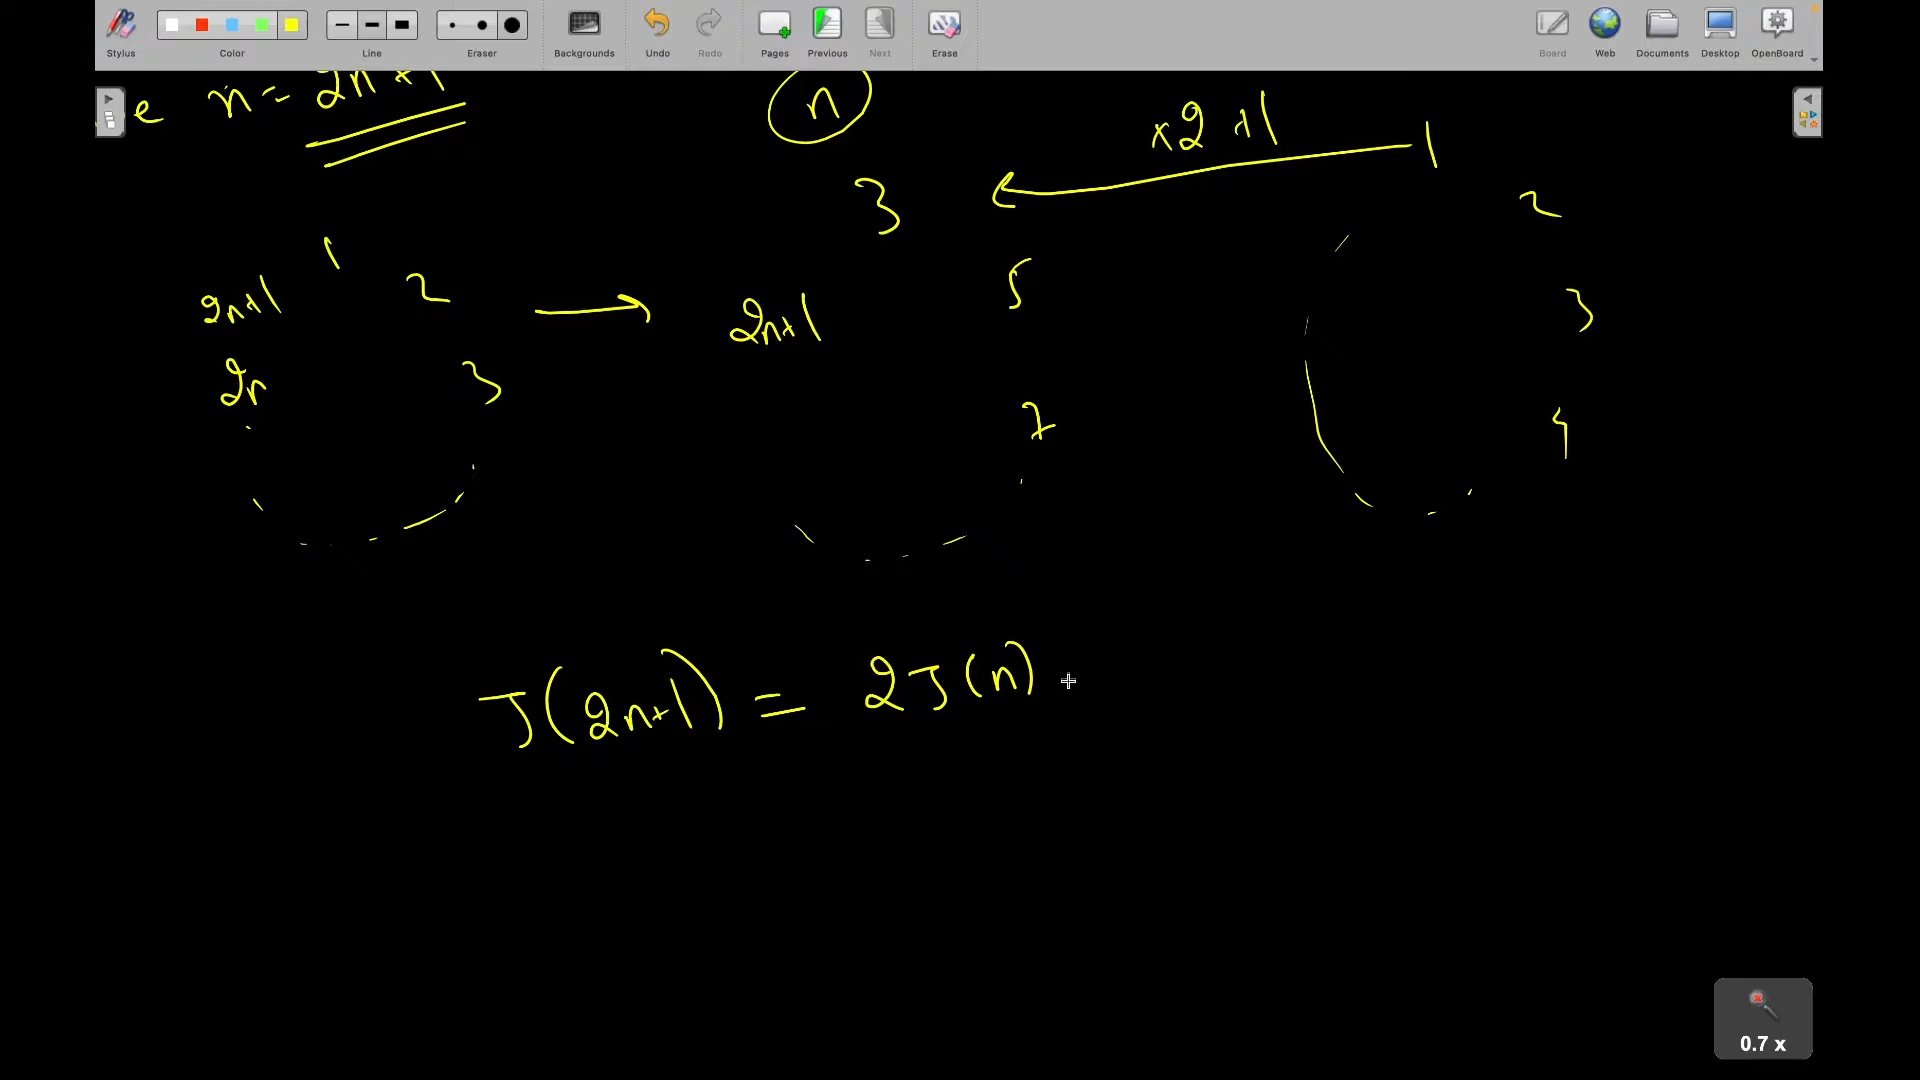 Stylus Color Line Eraser Backgrounds Undo Redo Pages Previous Next Erase Board Web Documents Desktop OpenBoard
e n = 2n+1
n
x2 +1
1
3
2
1
2n+1
2
2n+1
5
3
2n
3
7
4
J(2n+1) = 2J(n)
0.7 x